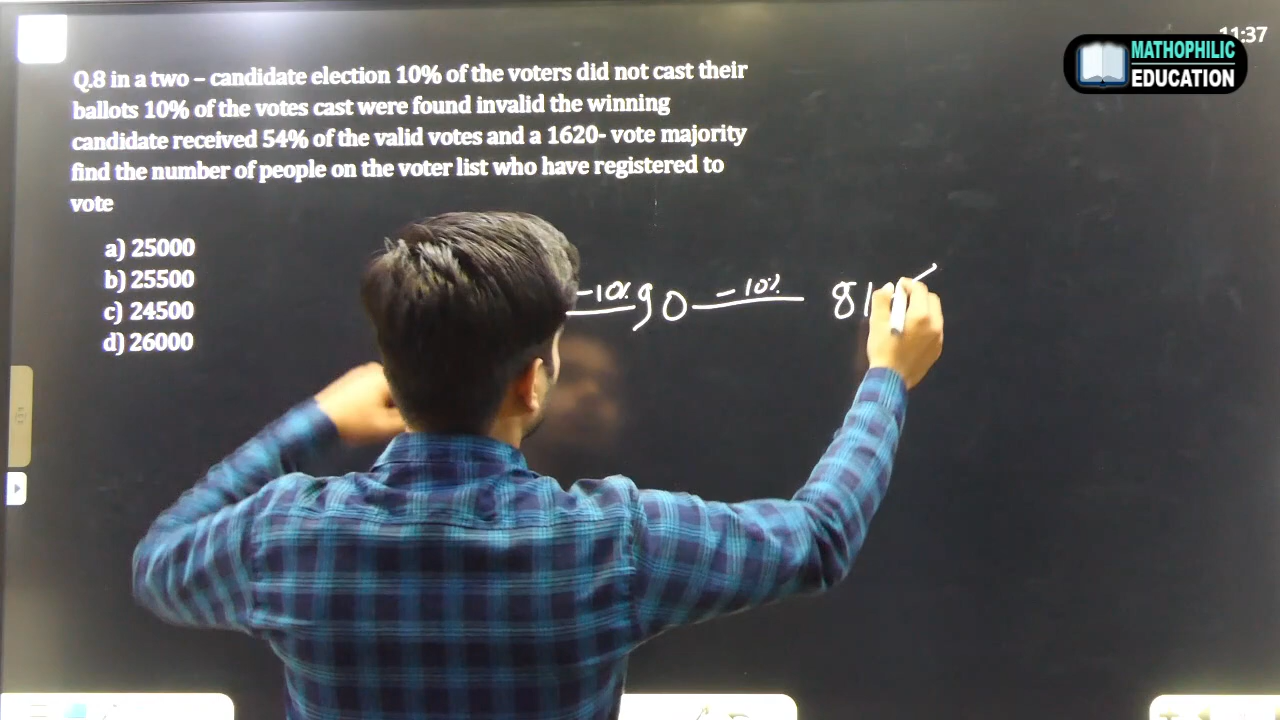 11:37
MATHOPHILIC
EDUCATION
Q.8 in a two – candidate election 10% of the voters did not cast their
ballots 10% of the votes cast were found invalid the winning
candidate received 54% of the valid votes and a 1620- vote majority
find the number of people on the voter list who have registered to
vote
a) 25000
b) 25500
c) 24500
d) 26000
-10% 90 -10% 81